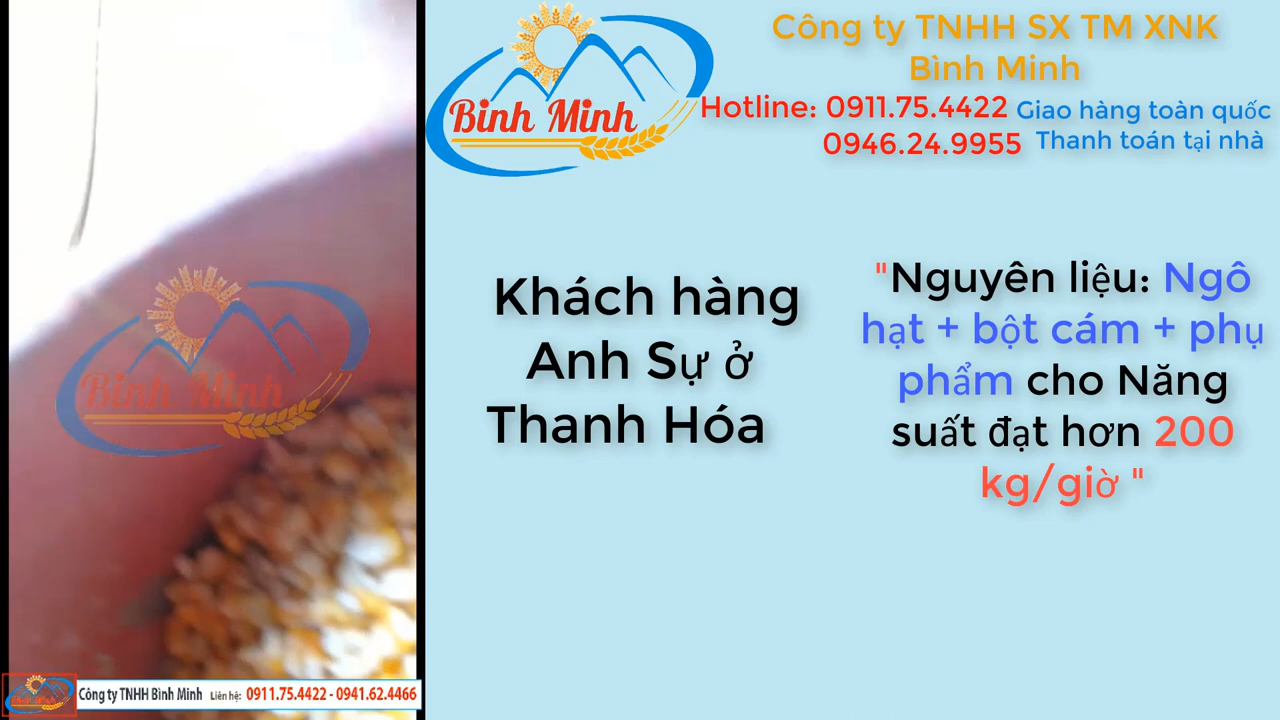 Công ty TNHH SX TM XNK
Bình Minh
Binh Minh
Hotline: 0911.75.4422
0946.24.9955
Giao hàng toàn quốc
Thanh toán tại nhà
Khách hàng
Anh Sự ở
Thanh Hóa
"Nguyên liệu: Ngô
hạt + bột cám + phụ
phẩm cho Năng
suất đạt hơn 200
kg/giờ "
Binh Minh
Công ty TNHH Bình Minh Liên hệ: 0911.75.4422 - 0941.62.4466